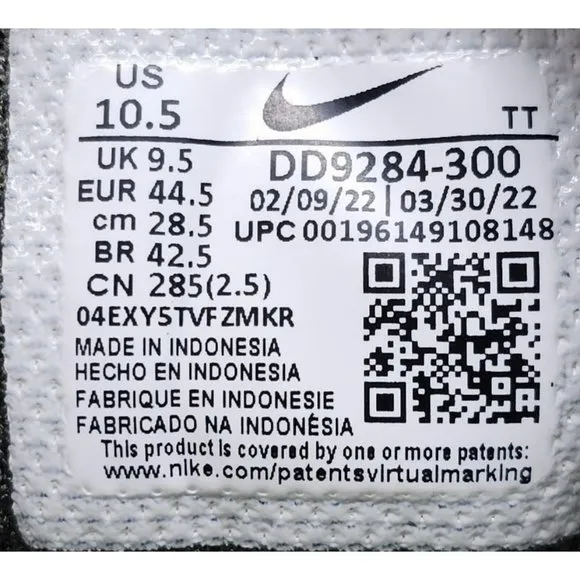 US
10.5
TT
UK 9.5
EUR 44.5
cm 28.5
BR 42.5
CN 285(2.5)
DD9284-300
02/09/22 | 03/30/22
UPC 00196149108148
04EXY5TVFZMKR
MADE IN INDONESIA
HECHO EN INDONESIA
FABRIQUE EN INDONESIE
FABRICADO NA INDONÉSIA
This product is covered by one or more patents:
www.nike.com/patentsvirtualmarking